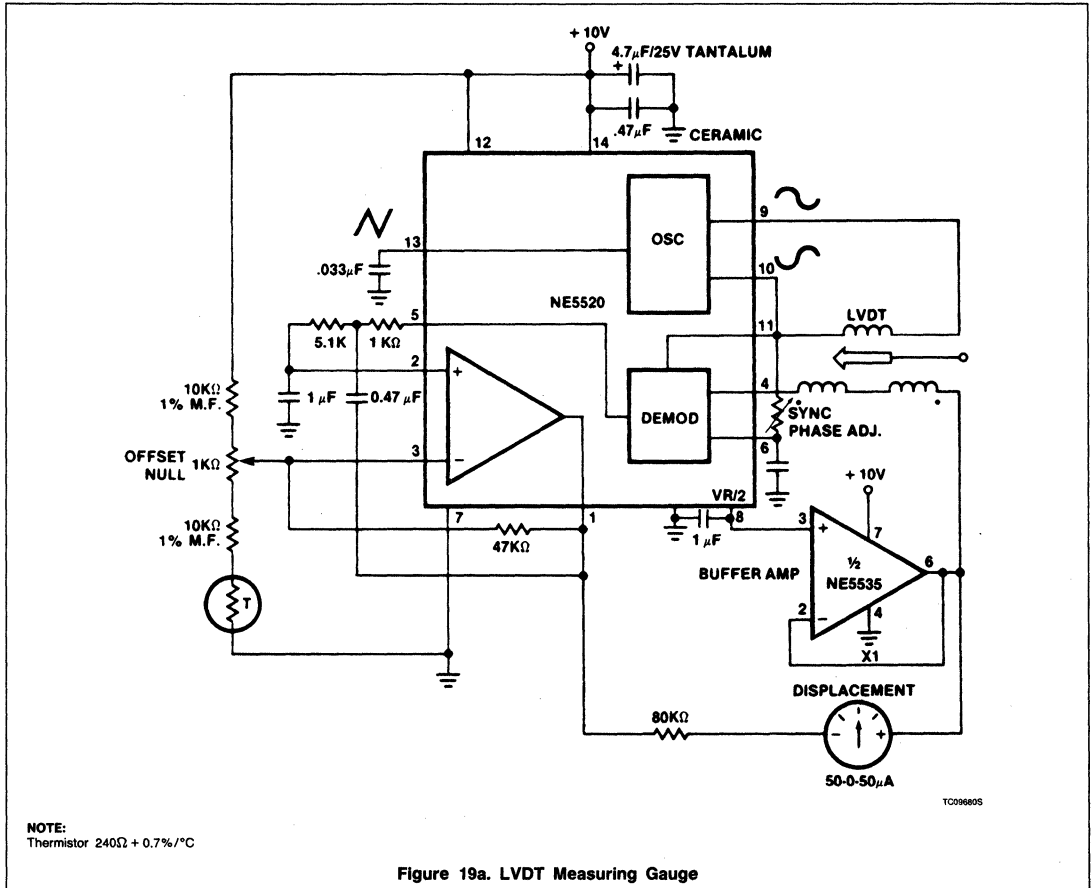 + 10V
4.7μF/25V TANTALUM
+
.47μF
CERAMIC
12
14
13
.033μF
OSC
9
10
NE5520
11
LVDT
5
5.1K
1 KΩ
2
+
1 μF
0.47 μF
10KΩ
1% M.F.
4
DEMOD
SYNC
PHASE ADJ.
6
OFFSET
NULL
1KΩ
3
−
+ 10V
VR/2
7
1
8
1 μF
47KΩ
10KΩ
1% M.F.
3
+
7
BUFFER AMP
½
NE5535
6
2
−
4
X1
T
DISPLACEMENT
80KΩ
−
+
50-0-50μA
TC09680S
NOTE:
Thermistor 240Ω + 0.7%/°C
Figure 19a. LVDT Measuring Gauge